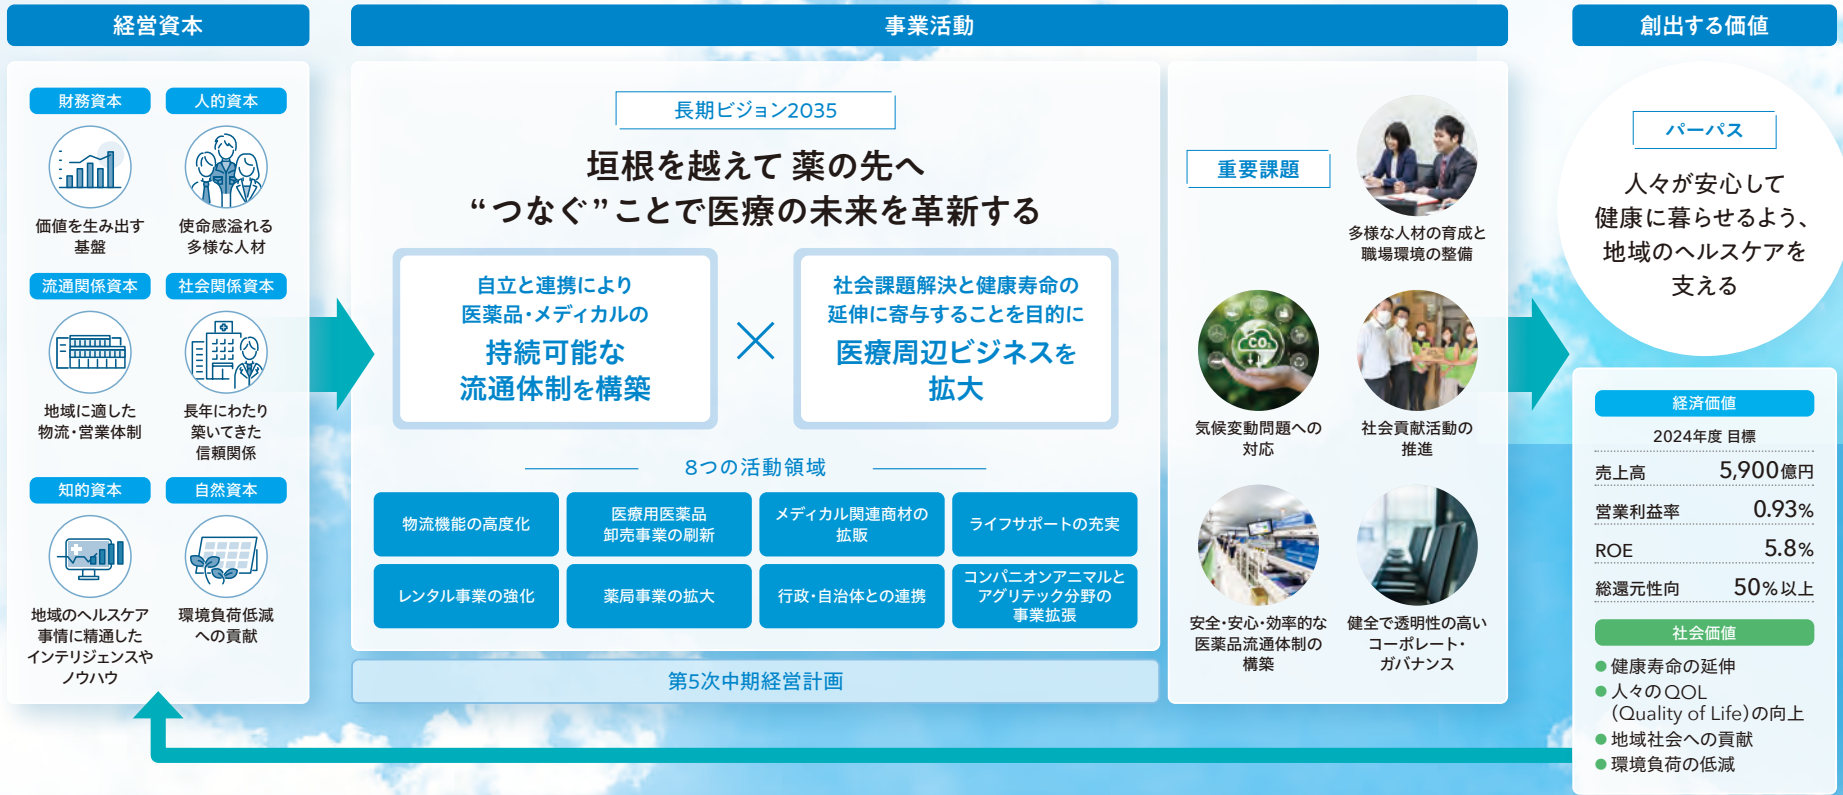 経営資本
財務資本
価値を生み出す
基盤
人的資本
使命感溢れる
多様な人材
流通関係資本
地域に適した
物流・営業体制
社会関係資本
長年にわたり
築いてきた
信頼関係
知的資本
地域のヘルスケア
事情に精通した
インテリジェンスや
ノウハウ
自然資本
環境負荷低減
への貢献
事業活動
長期ビジョン2035
垣根を越えて 薬の先へ
“つなぐ”ことで医療の未来を革新する
自立と連携により
医薬品・メディカルの
持続可能な
流通体制を構築
×
社会課題解決と健康寿命の
延伸に寄与することを目的に
医療周辺ビジネスを
拡大
8つの活動領域
物流機能の高度化
医療用医薬品
卸売事業の刷新
メディカル関連商材の
拡販
ライフサポートの充実
レンタル事業の強化
薬局事業の拡大
行政・自治体との連携
コンパニオンアニマルと
アグリテック分野の
事業拡張
第5次中期経営計画
重要課題
多様な人材の育成と
職場環境の整備
CO₂
気候変動問題への
対応
社会貢献活動の
推進
安全・安心・効率的な
医薬品流通体制の
構築
健全で透明性の高い
コーポレート・
ガバナンス
創出する価値
パーパス
人々が安心して
健康に暮らせるよう、
地域のヘルスケアを
支える
経済価値
2024年度 目標
売上高 5,900億円
営業利益率 0.93%
ROE 5.8%
総還元性向 50%以上
社会価値
● 健康寿命の延伸
● 人々のQOL
（Quality of Life）の向上
● 地域社会への貢献
● 環境負荷の低減